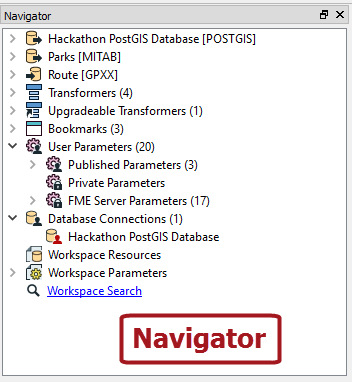 Navigator
Hackathon PostGIS Database [POSTGIS]
Parks [MITAB]
Route [GPXX]
Transformers (4)
Upgradeable Transformers (1)
Bookmarks (3)
User Parameters (20)
Published Parameters (3)
Private Parameters
FME Server Parameters (17)
Database Connections (1)
Hackathon PostGIS Database
Workspace Resources
Workspace Parameters
Workspace Search
Navigator